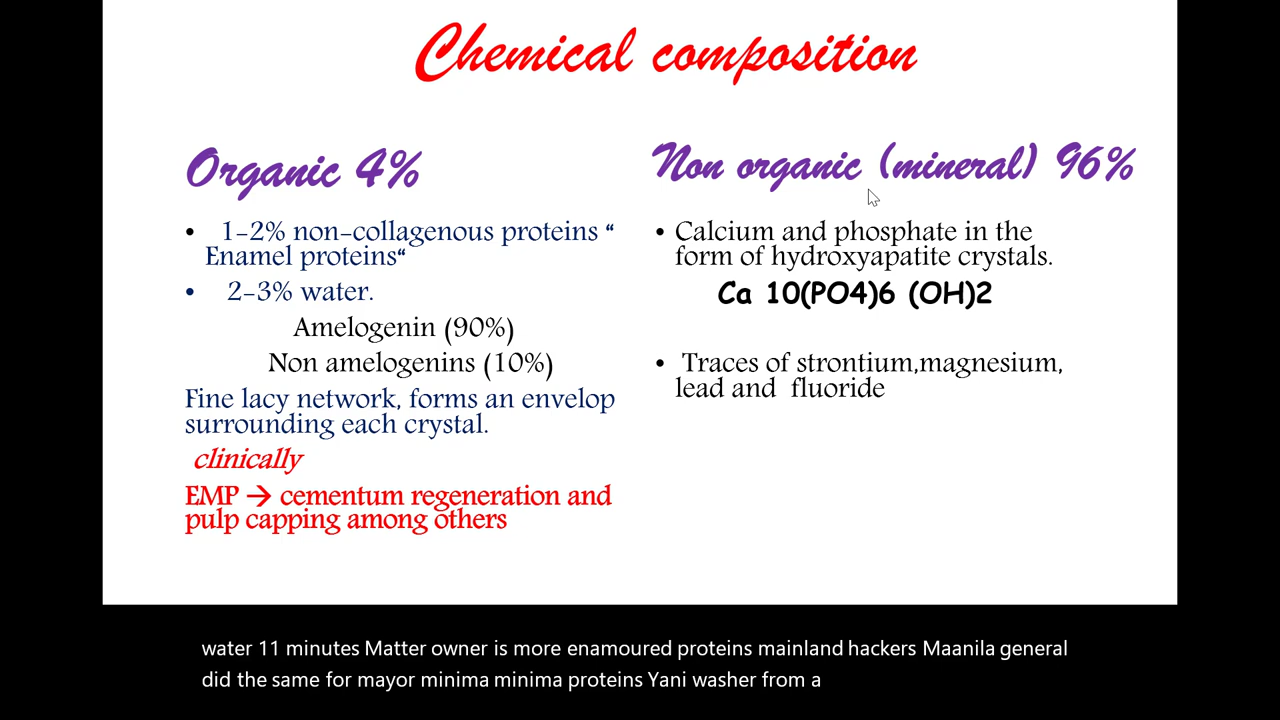 Chemical composition
Organic 4%
• 1-2% non-collagenous proteins “
Enamel proteins“
• 2-3% water.
Amelogenin (90%)
Non amelogenins (10%)
Fine lacy network, forms an envelop
surrounding each crystal.
clinically
EMP → cementum regeneration and
pulp capping among others
Non organic (mineral) 96%
• Calcium and phosphate in the
form of hydroxyapatite crystals.
Ca 10(PO4)6 (OH)2
• Traces of strontium,magnesium,
lead and fluoride
water 11 minutes Matter owner is more enamoured proteins mainland hackers Maanila general
did the same for mayor minima minima proteins Yani washer from a